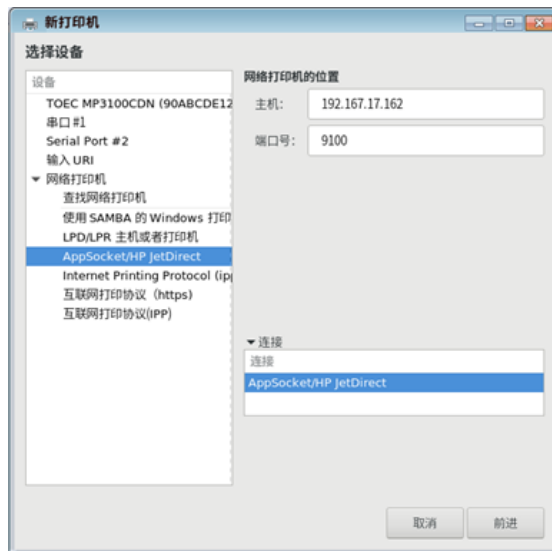 新打印机
选择设备
设备
TOEC MP3100CDN (90ABCDE12
串口 #1
Serial Port #2
输入 URI
网络打印机
查找网络打印机
使用 SAMBA 的 Windows 打印
LPD/LPR 主机或者打印机
AppSocket/HP JetDirect
Internet Printing Protocol (ipp
互联网打印协议（https)
互联网打印协议(IPP)
网络打印机的位置
主机: 192.167.17.162
端口号: 9100
连接
连接
AppSocket/HP JetDirect
取消 前进